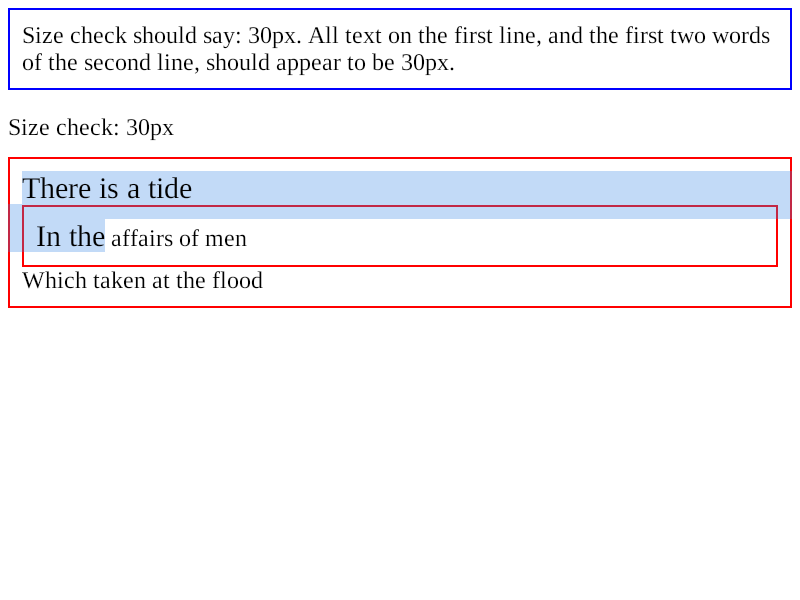 Size check should say: 30px. All text on the first line, and the first two words
of the second line, should appear to be 30px.
Size check: 30px
There is a tide
In the affairs of men
Which taken at the flood